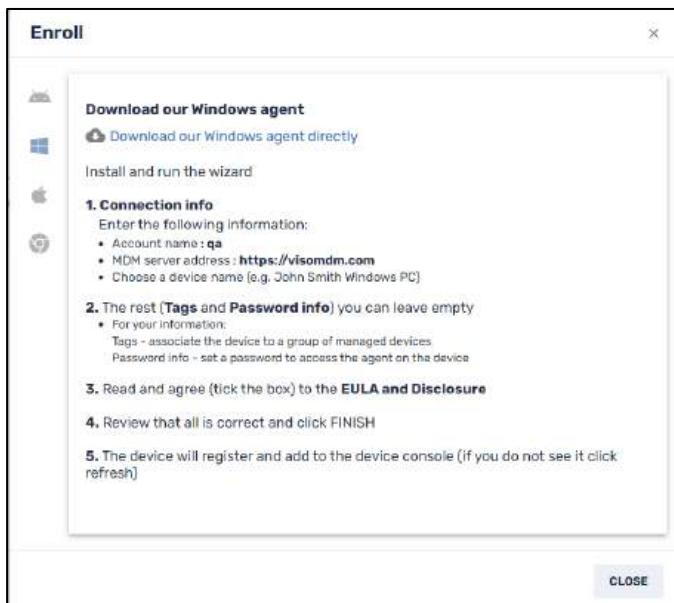 Enroll
Download our Windows agent
Download our Windows agent directly
Install and run the wizard
1. Connection info
Enter the following information:
• Account name : qa
• MDM server address : https://visomdm.com
• Choose a device name (e.g. John Smith Windows PC)
2. The rest (Tags and Password info) you can leave empty
• For your information:
Tags - associate the device to a group of managed devices
Password info - set a password to access the agent on the device
3. Read and agree (tick the box) to the EULA and Disclosure
4. Review that all is correct and click FINISH
5. The device will register and add to the device console (if you do not see it click
refresh)
CLOSE